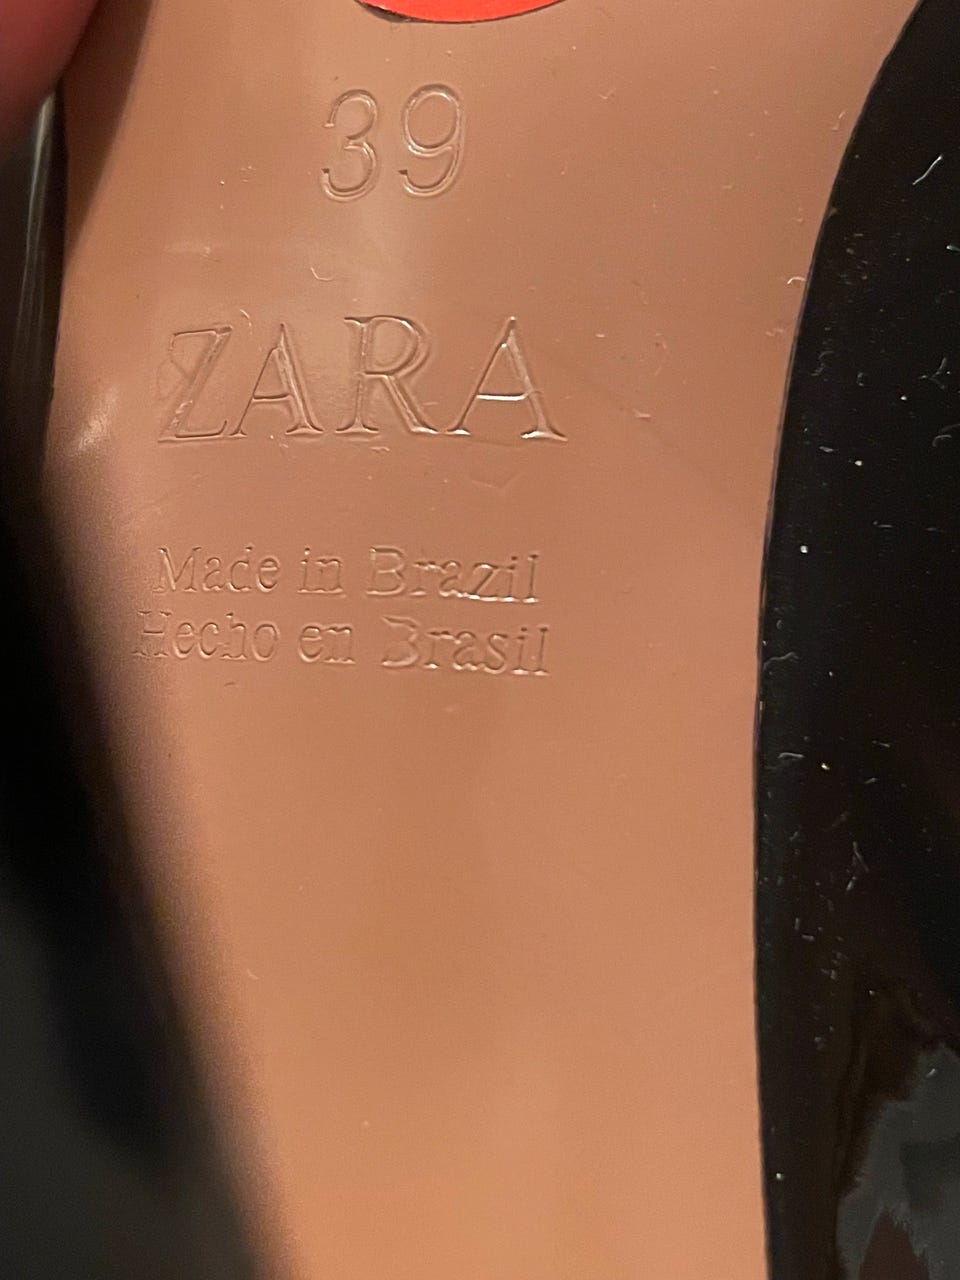 39
ZARA
Made in Brazil
Hecho en Brasil